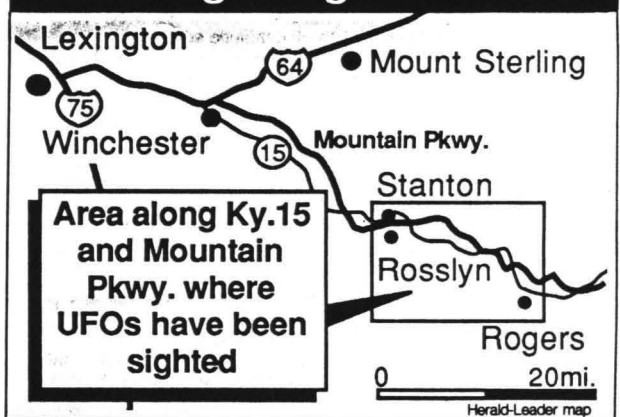 Lexington
64
Mount Sterling
75
Winchester
15
Mountain Pkwy.
Stanton
Area along Ky.15
and Mountain
Pkwy. where
UFOs have been
sighted
Rosslyn
Rogers
0 20mi.
Herald-Leader map